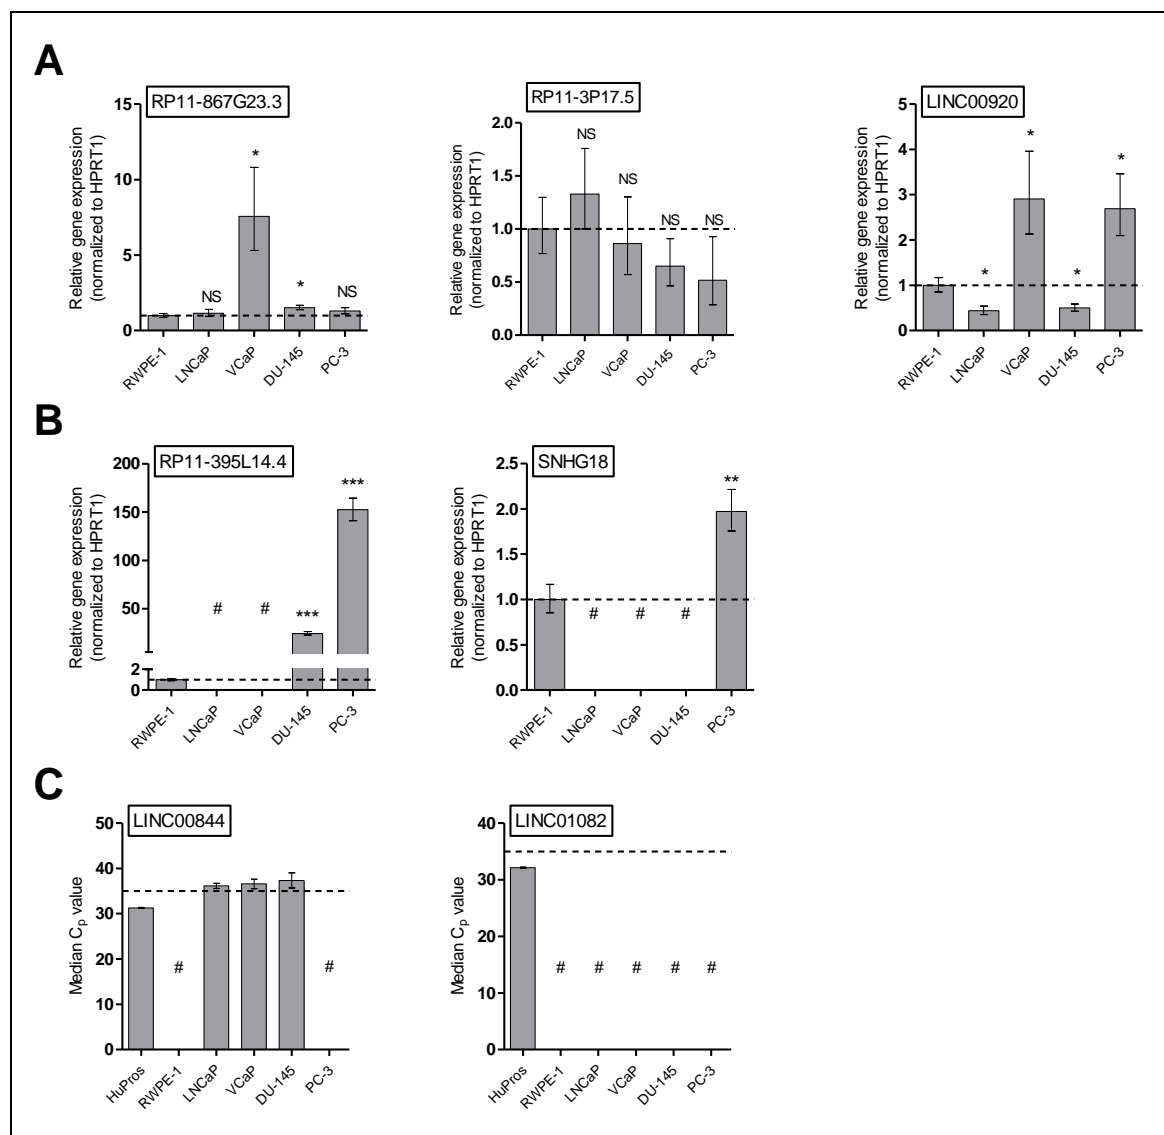 A
RP11-867G23.3
Relative gene expression
(normalized to HPRT1)
15
10
5
0
NS
*
*
NS
RWPE-1
LNCaP
VCaP
DU-145
PC-3
RP11-3P17.5
Relative gene expression
(normalized to HPRT1)
2.0
1.5
1.0
0.5
0.0
NS
NS
NS
NS
RWPE-1
LNCaP
VCaP
DU-145
PC-3
LINC00920
Relative gene expression
(normalized to HPRT1)
5
4
3
2
1
0
*
*
*
*
RWPE-1
LNCaP
VCaP
DU-145
PC-3
B
RP11-395L14.4
Relative gene expression
(normalized to HPRT1)
200
150
100
50
2
0
#
#
***
***
RWPE-1
LNCaP
VCaP
DU-145
PC-3
SNHG18
Relative gene expression
(normalized to HPRT1)
2.5
2.0
1.5
1.0
0.5
0.0
#
#
#
**
RWPE-1
LNCaP
VCaP
DU-145
PC-3
C
LINC00844
Median Cp value
50
40
30
20
10
0
#
#
HuPros
RWPE-1
LNCaP
VCaP
DU-145
PC-3
LINC01082
Median Cp value
40
30
20
10
0
#
#
#
#
#
HuPros
RWPE-1
LNCaP
VCaP
DU-145
PC-3